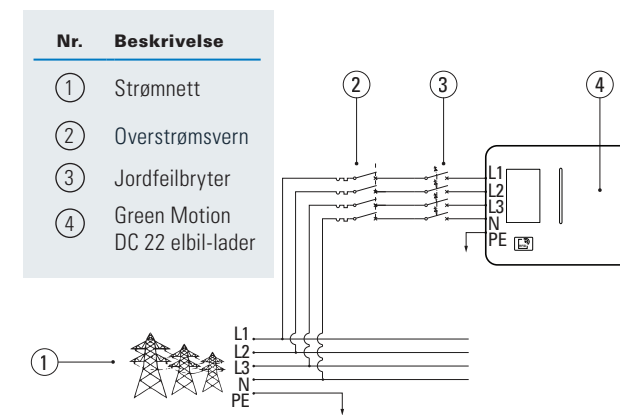 Nr. Beskrivelse
1 Strømnett
2 Overstrømsvern
3 Jordfeilbryter
4 Green Motion
DC 22 elbil-lader
2 3 4
L1
L2
L3
N
PE
1
L1
L2
L3
N
PE